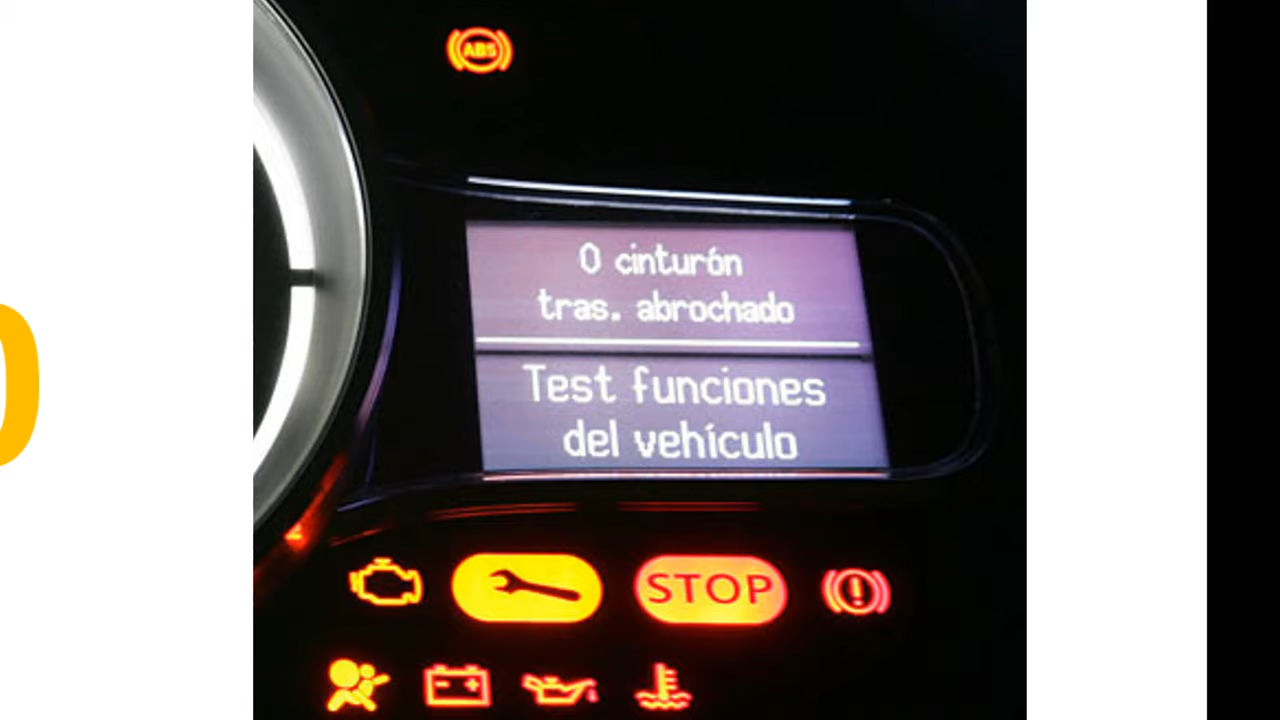 ABS
0 cinturón
tras. abrochado
Test funciones
del vehículo
STOP